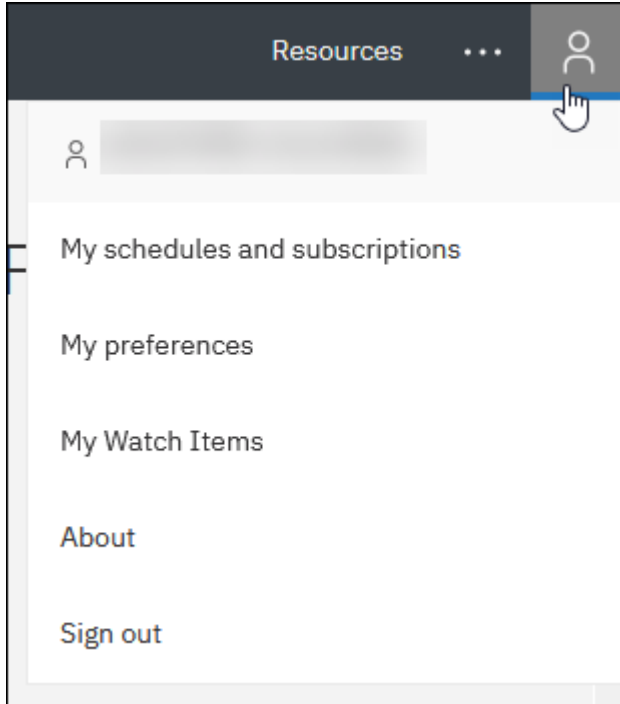 Resources ...
My schedules and subscriptions
My preferences
My Watch Items
About
Sign out